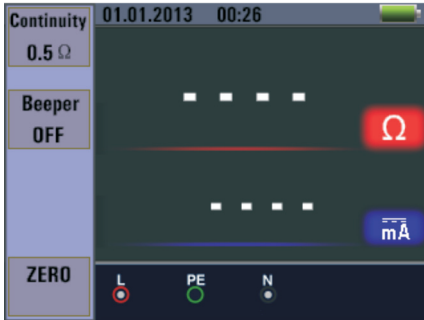 Continuity
0.5 Ω
01.01.2013 00:26
Beeper
OFF
- - - -
Ω
- - - -
mA
ZERO
L PE N